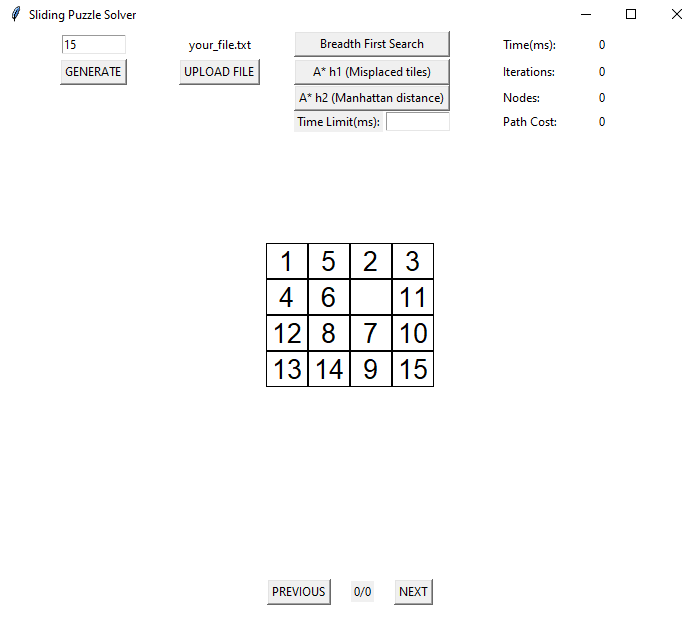 Sliding Puzzle Solver
15 your_file.txt Breadth First Search Time(ms): 0
GENERATE UPLOAD FILE A* h1 (Misplaced tiles) Iterations: 0
A* h2 (Manhattan distance) Nodes: 0
Time Limit(ms): Path Cost: 0
1 5 2 3
4 6 11
12 8 7 10
13 14 9 15
PREVIOUS 0/0 NEXT